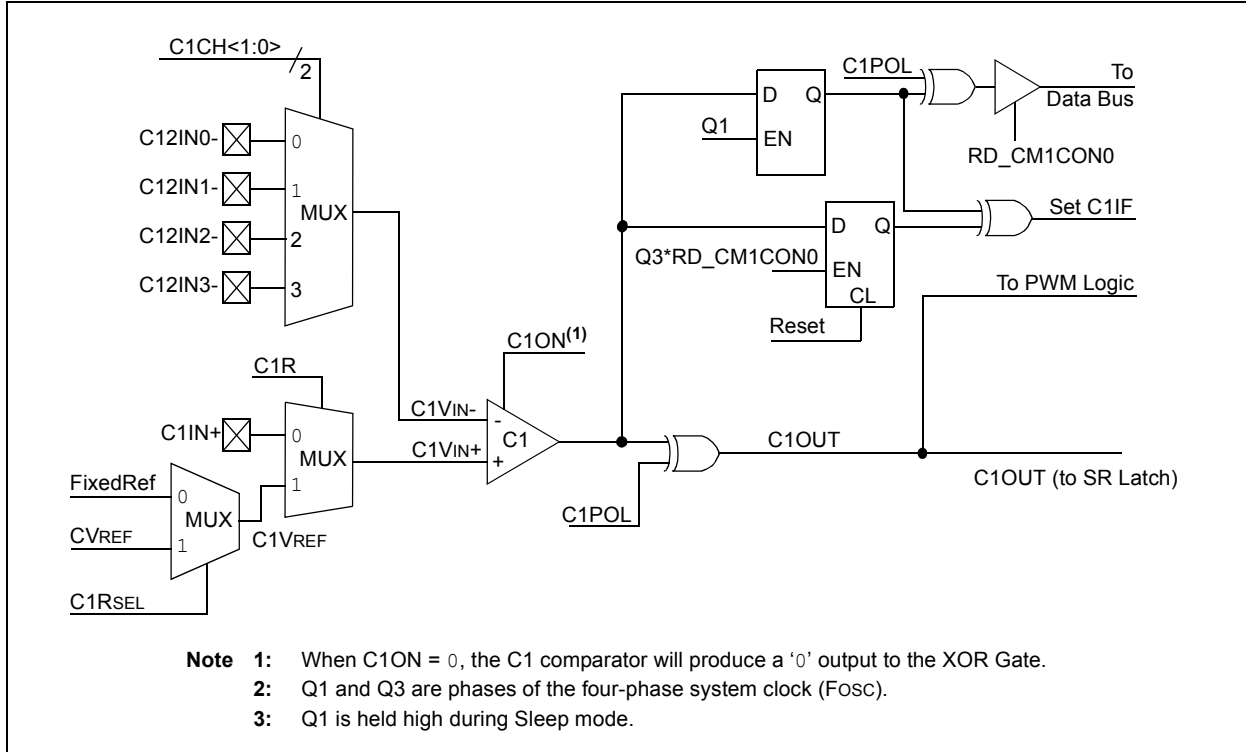 C1CH<1:0>
2
C12IN0-
0
C12IN1-
1
MUX
C12IN2-
2
C12IN3-
3
C1R
C1IN+
0
MUX
1
FixedRef
0
MUX
CVREF
1
C1VREF
C1RSEL
C1ON(1)
C1VIN-
-
C1
C1VIN+
+
D Q
Q1
EN
C1POL
To
Data Bus
RD_CM1CON0
D Q
Q3*RD_CM1CON0
EN
CL
Reset
Set C1IF
To PWM Logic
C1OUT
C1POL
C1OUT (to SR Latch)
Note 1: When C1ON = 0, the C1 comparator will produce a ‘0’ output to the XOR Gate.
2: Q1 and Q3 are phases of the four-phase system clock (FOSC).
3: Q1 is held high during Sleep mode.